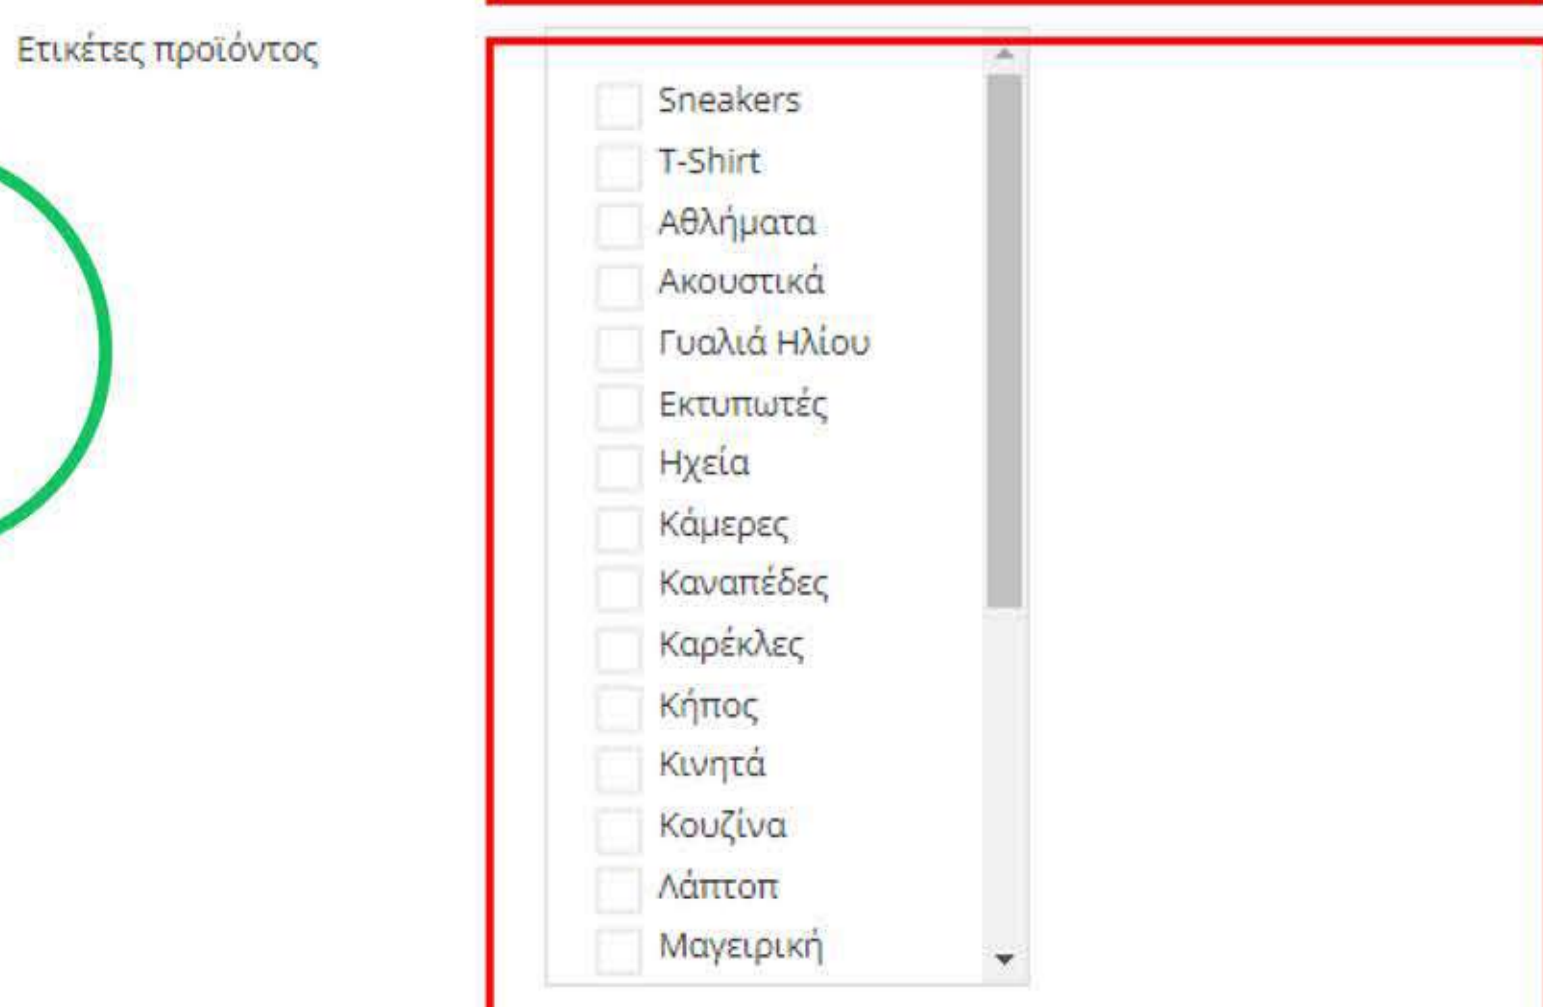 Ετικέτες προϊόντος
Sneakers
T-Shirt
Αθλήματα
Ακουστικά
Γυαλιά Ηλίου
Εκτυπωτές
Ηχεία
Κάμερες
Καναπέδες
Καρέκλες
Κήπος
Κινητά
Κουζίνα
Λάπτοπ
Μαγειρική